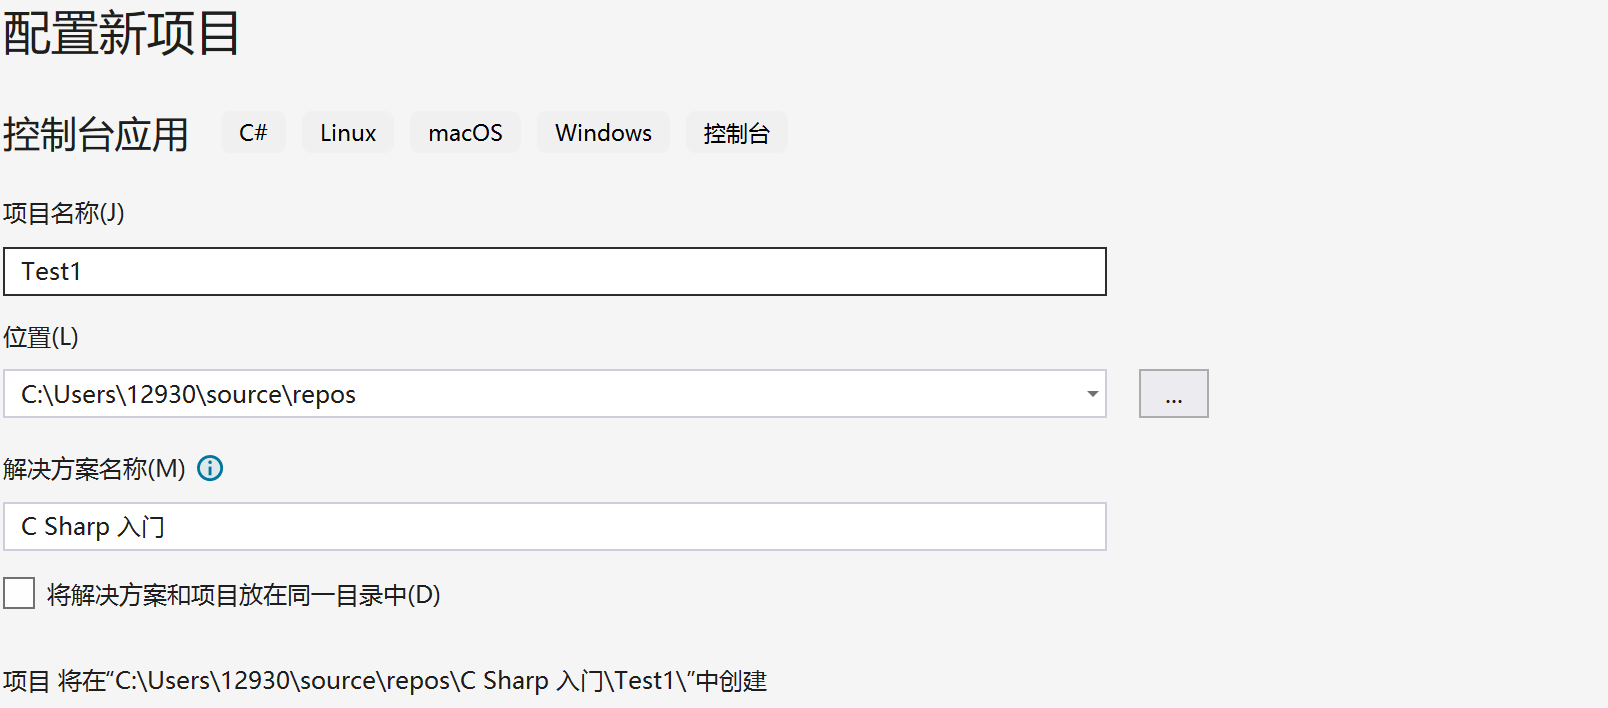 配置新项目
控制台应用 C# Linux macOS Windows 控制台
项目名称(J)
Test1
位置(L)
C:\Users\12930\source\repos
...
解决方案名称(M)
C Sharp 入门
将解决方案和项目放在同一目录中(D)
项目 将在“C:\Users\12930\source\repos\C Sharp 入门\Test1\”中创建